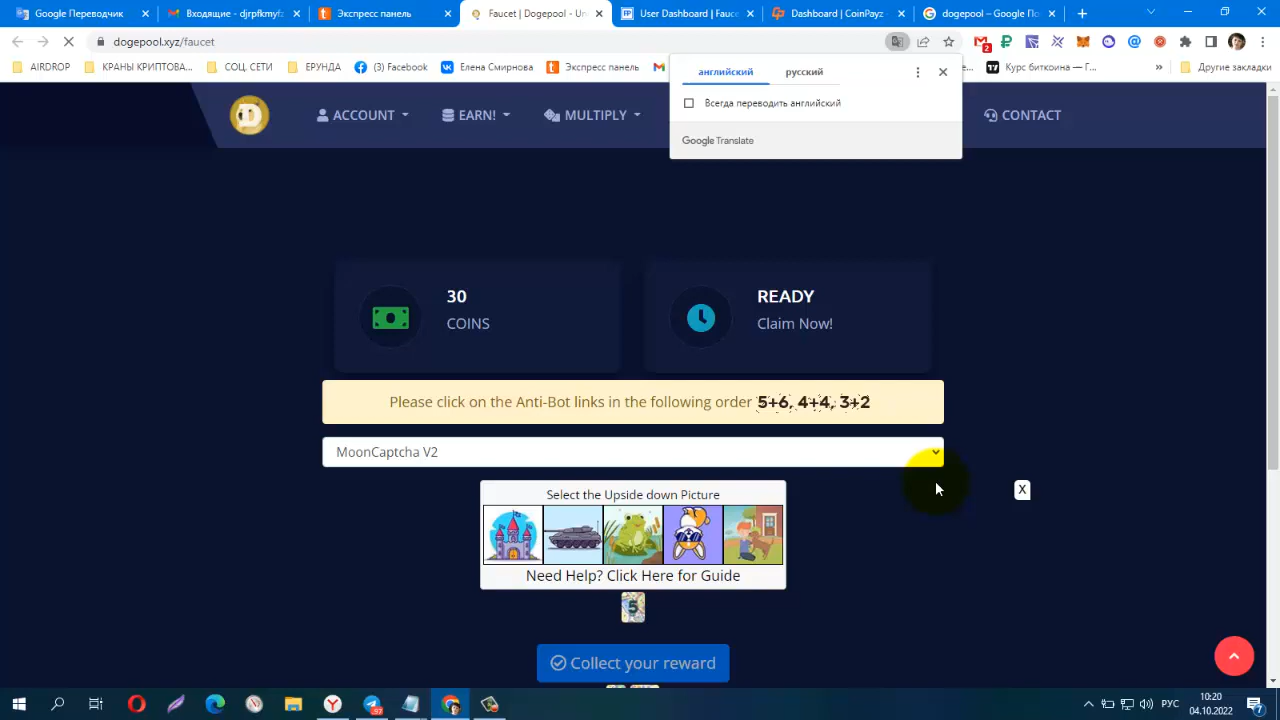 Google Переводчик
Входящие - djrpfkmyf
Экспресс панель
Faucet | Dogepool - Un
User Dashboard | Fauce
Dashboard | CoinPayz
dogepool – Google По
dogepool.xyz/faucet
2
AIRDROP
КРАНЫ КРИПТОВА...
СОЦ. СЕТИ
ЕРУНДА
(3) Facebook
Елена Смирнова
Экспресс панель
Курс биткоина — Г...
»
Другие закладки
английский
русский
Всегда переводить английский
Google Translate
ACCOUNT
EARN!
MULTIPLY
CONTACT
30
COINS
READY
Claim Now!
Please click on the Anti-Bot links in the following order 5+6, 4+4, 3+2
MoonCaptcha V2
X
Select the Upside down Picture
Need Help? Click Here for Guide
5
Collect your reward
РУС
10:20
04.10.2022